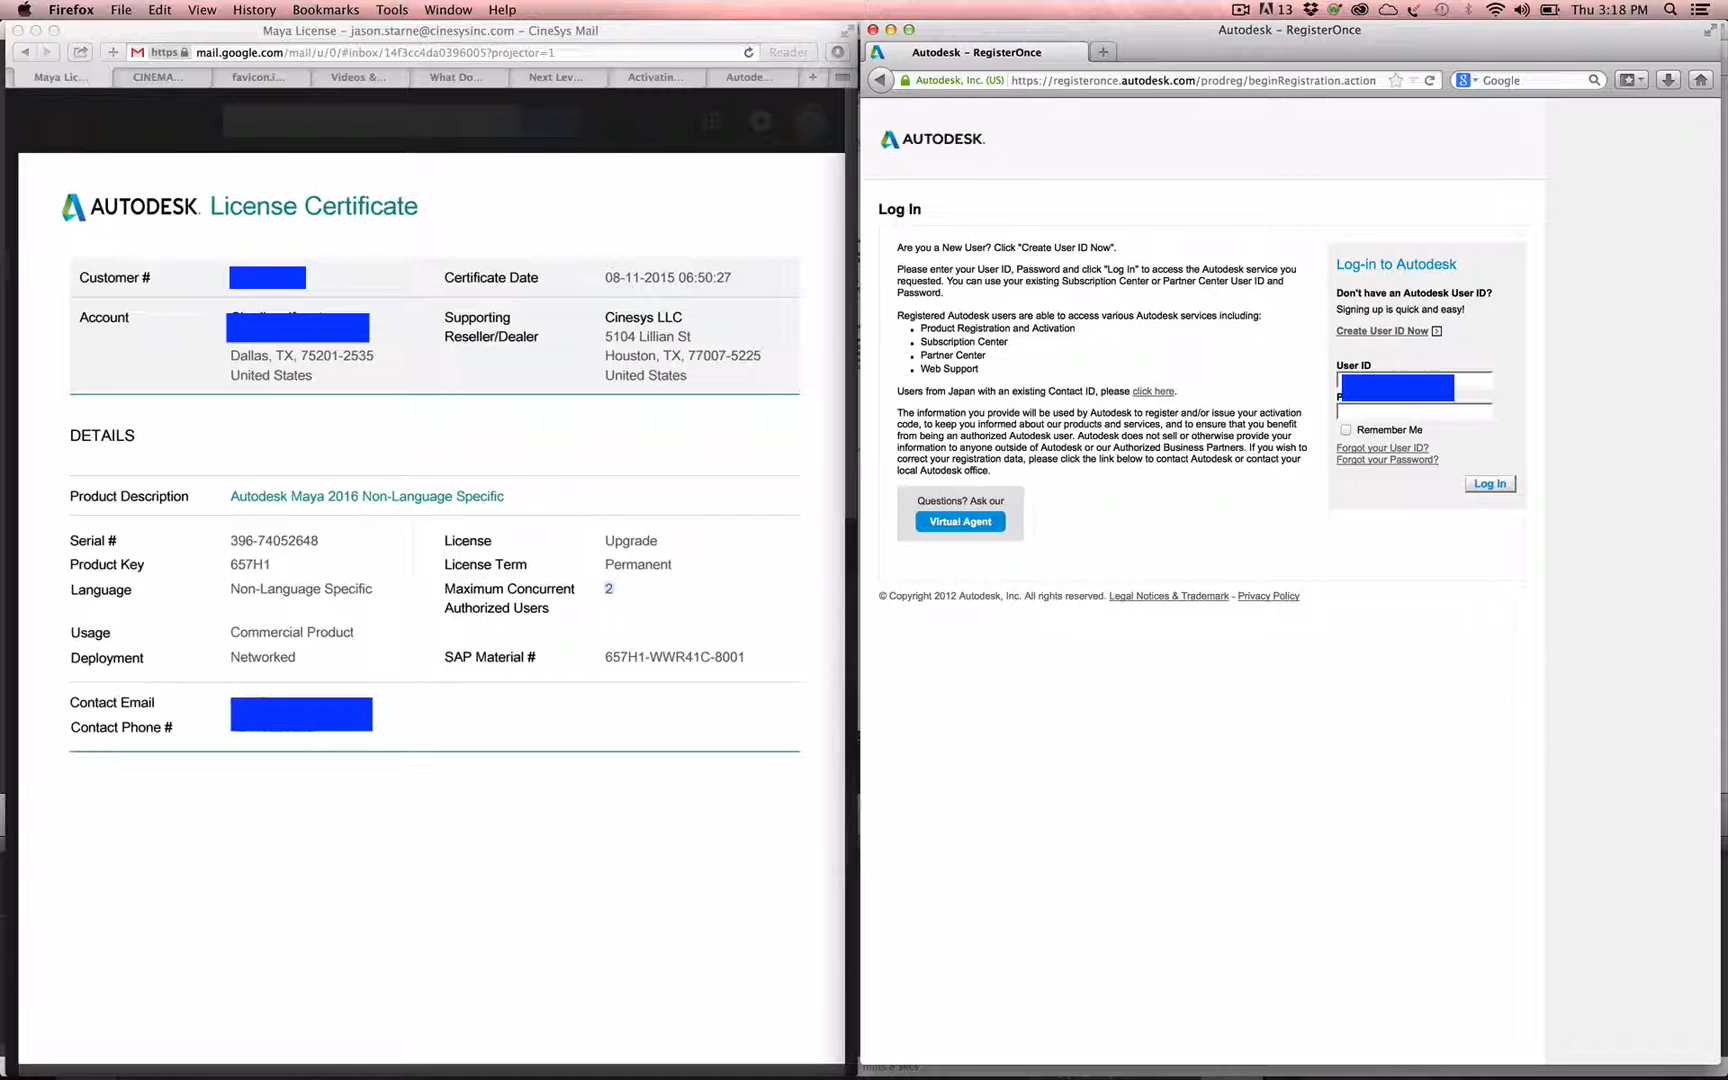 Firefox File Edit View History Bookmarks Tools Window Help
13 Thu 3:18 PM
Maya License – jason.starne@cinesysinc.com – CineSys Mail
https mail.google.com/mail/u/0/#inbox/14f3cc4da0396005?projector=1
Reader
Maya Lic... CINEMA... favicon.i... Videos &... What Do... Next Lev... Activatin... Autode... +
AUTODESK. License Certificate
Customer #
Certificate Date 08-11-2015 06:50:27
Account
Dallas, TX, 75201-2535
United States
Supporting
Reseller/Dealer
Cinesys LLC
5104 Lillian St
Houston, TX, 77007-5225
United States
DETAILS
Product Description Autodesk Maya 2016 Non-Language Specific
Serial # 396-74052648
Product Key 657H1
Language Non-Language Specific
Usage Commercial Product
Deployment Networked
License Upgrade
License Term Permanent
Maximum Concurrent 2
Authorized Users
SAP Material # 657H1-WWR41C-8001
Contact Email
Contact Phone #
Autodesk – RegisterOnce
Autodesk – RegisterOnce +
Autodesk, Inc. (US) https://registeronce.autodesk.com/prodreg/beginRegistration.action
Google
AUTODESK.
Log In
Are you a New User? Click "Create User ID Now".
Please enter your User ID, Password and click "Log In" to access the Autodesk service you
requested. You can use your existing Subscription Center or Partner Center User ID and
Password.
Registered Autodesk users are able to access various Autodesk services including:
• Product Registration and Activation
• Subscription Center
• Partner Center
• Web Support
Users from Japan with an existing Contact ID, please click here.
The information you provide will be used by Autodesk to register and/or issue your activation
code, to keep you informed about our products and services, and to ensure that you benefit
from being an authorized Autodesk user. Autodesk does not sell or otherwise provide your
information to anyone outside of Autodesk or our Authorized Business Partners. If you wish to
correct your registration data, please click the link below to contact Autodesk or contact your
local Autodesk office.
Questions? Ask our
Virtual Agent
Log-in to Autodesk
Don't have an Autodesk User ID?
Signing up is quick and easy!
Create User ID Now
User ID
Remember Me
Forgot your User ID?
Forgot your Password?
Log In
© Copyright 2012 Autodesk, Inc. All rights reserved. Legal Notices & Trademark - Privacy Policy